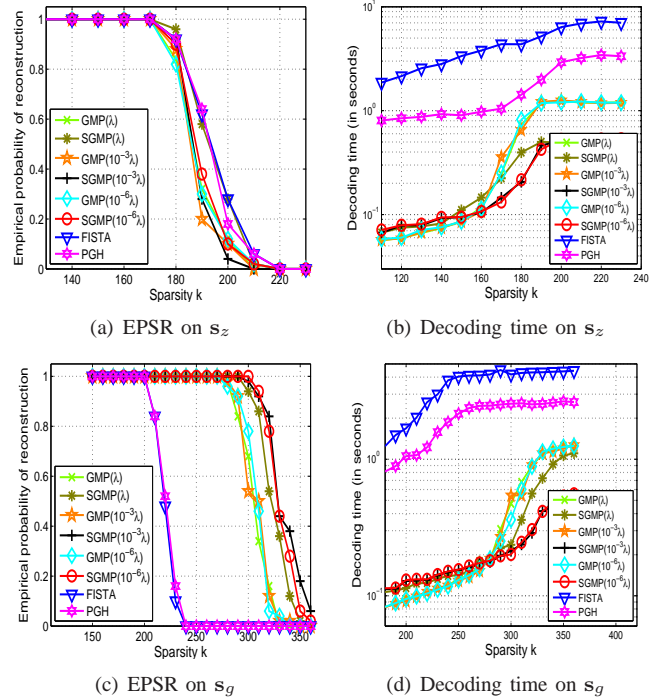 Empirical probability of reconstruction
1
0.8
0.6
0.4
0.2
0
140 160 180 200 220
Sparsity k
GMP(λ)
SGMP(λ)
GMP(10⁻³λ)
SGMP(10⁻³λ)
GMP(10⁻⁶λ)
SGMP(10⁻⁶λ)
FISTA
PGH
(a) EPSR on s_z
Decoding time (in seconds)
10¹
10⁰
10⁻¹
120 140 160 180 200 220 240
Sparsity k
GMP(λ)
SGMP(λ)
GMP(10⁻³λ)
SGMP(10⁻³λ)
GMP(10⁻⁶λ)
SGMP(10⁻⁶λ)
FISTA
PGH
(b) Decoding time on s_z
Empirical probability of reconstruction
1
0.8
0.6
0.4
0.2
0
150 200 250 300 350
Sparsity k
GMP(λ)
SGMP(λ)
GMP(10⁻³λ)
SGMP(10⁻³λ)
GMP(10⁻⁶λ)
SGMP(10⁻⁶λ)
FISTA
PGH
(c) EPSR on s_g
Decoding time (in seconds)
10⁰
10⁻¹
200 250 300 350 400
Sparsity k
GMP(λ)
SGMP(λ)
GMP(10⁻³λ)
SGMP(10⁻³λ)
GMP(10⁻⁶λ)
SGMP(10⁻⁶λ)
FISTA
PGH
(d) Decoding time on s_g